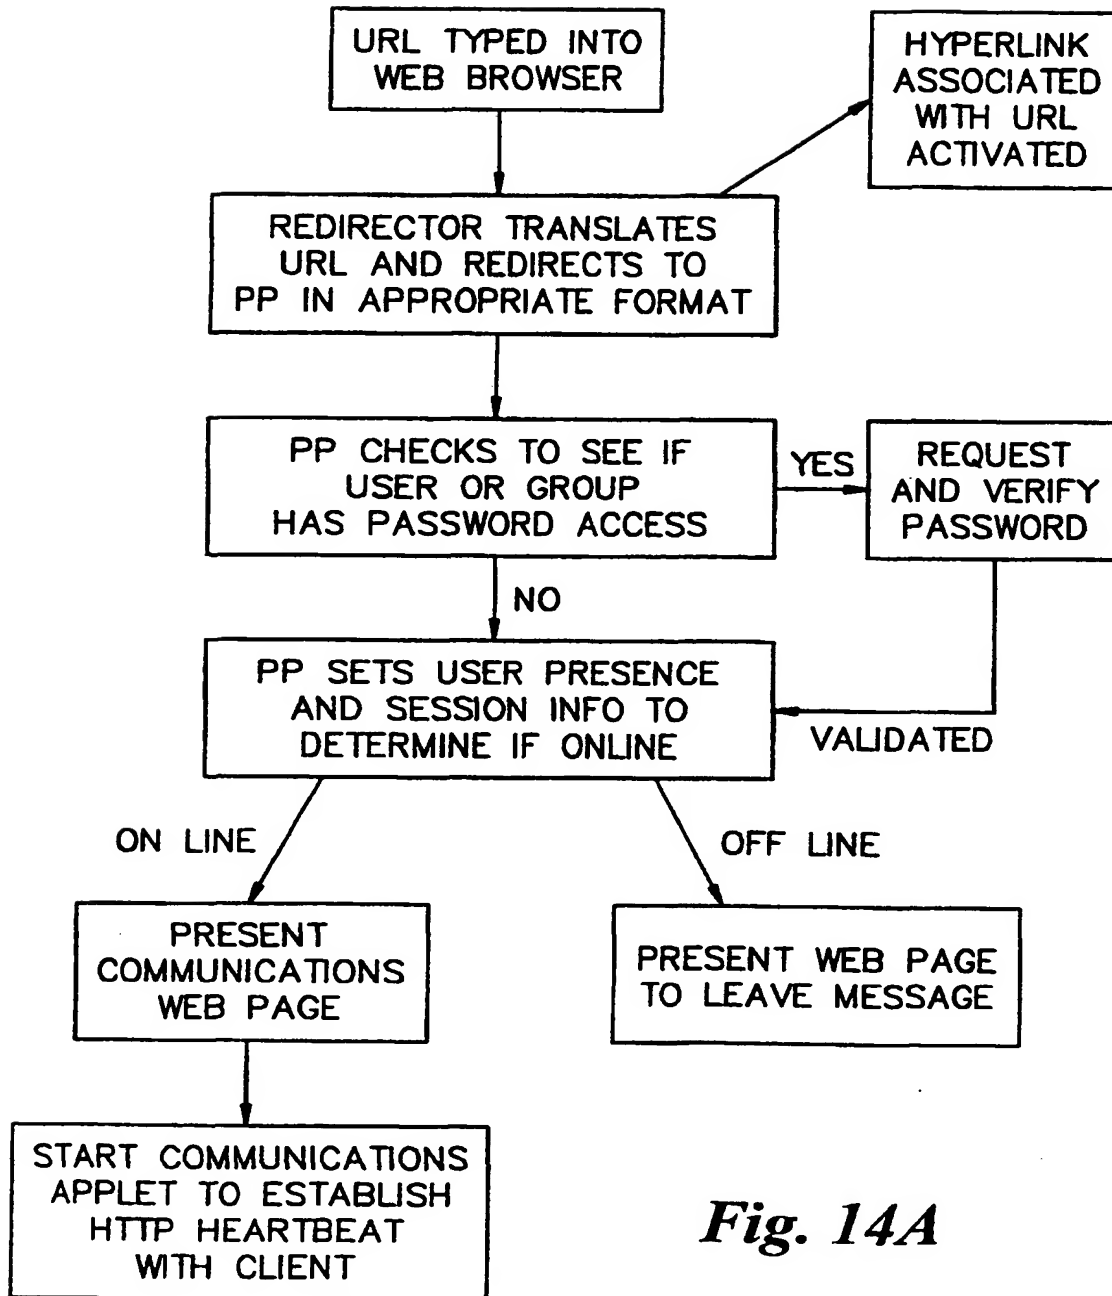 URL TYPED INTO
WEB BROWSER
HYPERLINK
ASSOCIATED
WITH URL
ACTIVATED
REDIRECTOR TRANSLATES
URL AND REDIRECTS TO
PP IN APPROPRIATE FORMAT
PP CHECKS TO SEE IF
USER OR GROUP
HAS PASSWORD ACCESS
YES
REQUEST
AND VERIFY
PASSWORD
NO
PP SETS USER PRESENCE
AND SESSION INFO TO
DETERMINE IF ONLINE
VALIDATED
ON LINE
OFF LINE
PRESENT
COMMUNICATIONS
WEB PAGE
PRESENT WEB PAGE
TO LEAVE MESSAGE
START COMMUNICATIONS
APPLET TO ESTABLISH
HTTP HEARTBEAT
WITH CLIENT
Fig. 14A